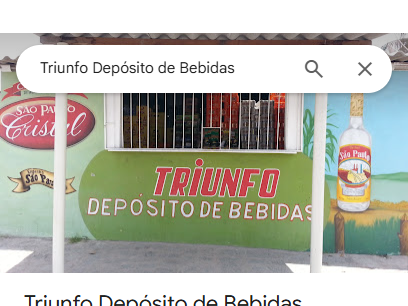 Triunfo Depósito de Bebidas
SÃO PAULO
Cristal
São Paulo
São Paulo
TRIUNFO
DEPÓSITO DE BEBIDAS
Triunfo Depósito de Bebidas